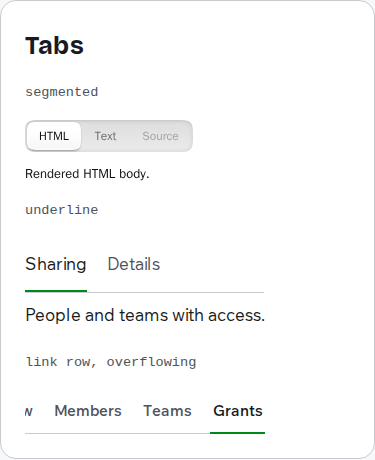 Tabs
segmented
HTML Text Source
Rendered HTML body.
underline
Sharing Details
People and teams with access.
link row, overflowing
Members Teams Grants